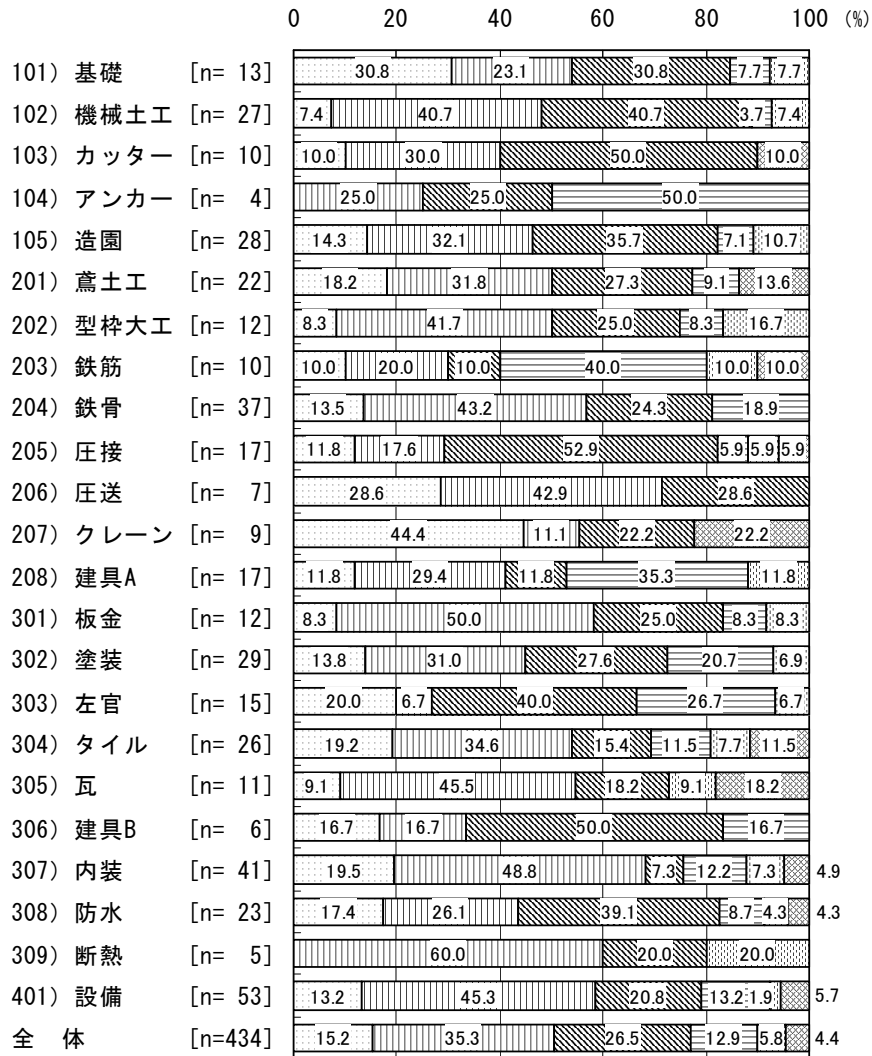 0 20 40 60 80 100 (%)
101) 基礎 [n= 13] 30.8 23.1 30.8 7.7 7.7
102) 機械土工 [n= 27] 7.4 40.7 40.7 3.7 7.4
103) カッター [n= 10] 10.0 30.0 50.0 10.0
104) アンカー [n= 4] 25.0 25.0 50.0
105) 造園 [n= 28] 14.3 32.1 35.7 7.1 10.7
201) 鳶土工 [n= 22] 18.2 31.8 27.3 9.1 13.6
202) 型枠大工 [n= 12] 8.3 41.7 25.0 8.3 16.7
203) 鉄筋 [n= 10] 10.0 20.0 10.0 40.0 10.0 10.0
204) 鉄骨 [n= 37] 13.5 43.2 24.3 18.9
205) 圧接 [n= 17] 11.8 17.6 52.9 5.9 5.9 5.9
206) 圧送 [n= 7] 28.6 42.9 28.6
207) クレーン [n= 9] 44.4 11.1 22.2 22.2
208) 建具A [n= 17] 11.8 29.4 11.8 35.3 11.8
301) 板金 [n= 12] 8.3 50.0 25.0 8.3 8.3
302) 塗装 [n= 29] 13.8 31.0 27.6 20.7 6.9
303) 左官 [n= 15] 20.0 6.7 40.0 26.7 6.7
304) タイル [n= 26] 19.2 34.6 15.4 11.5 7.7 11.5
305) 瓦 [n= 11] 9.1 45.5 18.2 9.1 18.2
306) 建具B [n= 6] 16.7 16.7 50.0 16.7
307) 内装 [n= 41] 19.5 48.8 7.3 12.2 7.3 4.9
308) 防水 [n= 23] 17.4 26.1 39.1 8.7 4.3 4.3
309) 断熱 [n= 5] 60.0 20.0 20.0
401) 設備 [n= 53] 13.2 45.3 20.8 13.2 1.9 5.7
全 体 [n=434] 15.2 35.3 26.5 12.9 5.8 4.4